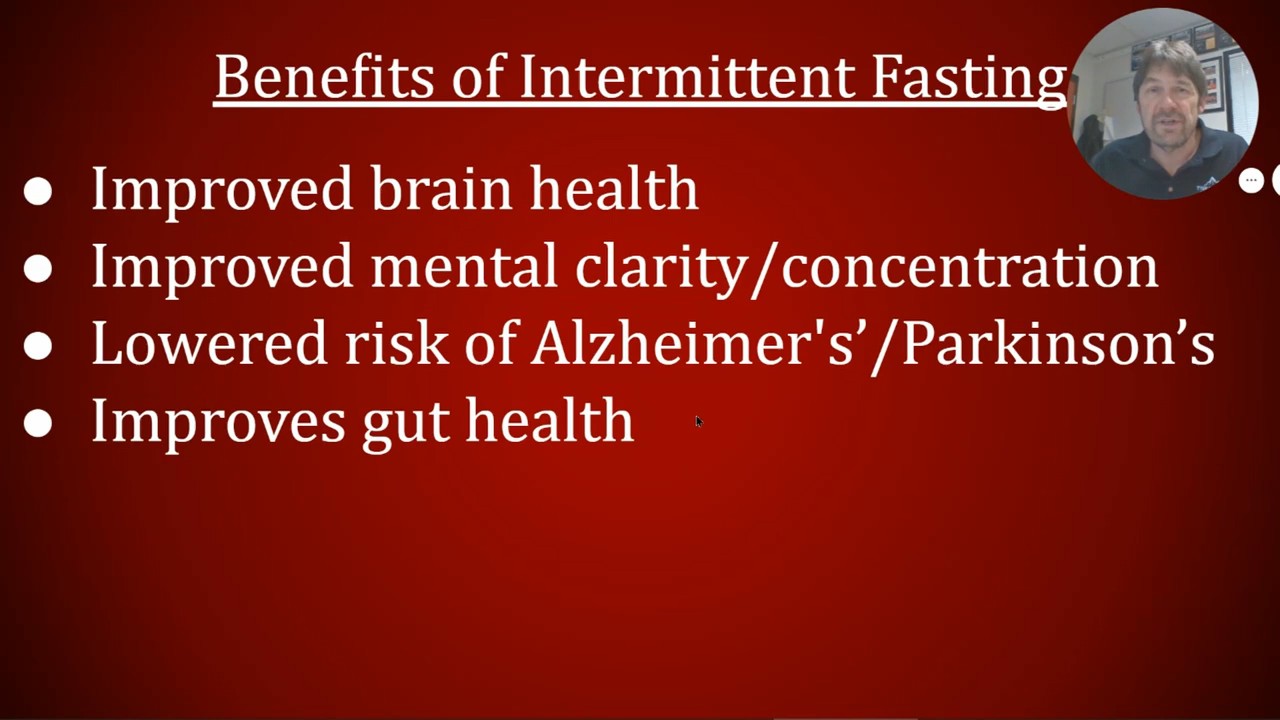 Benefits of Intermittent Fasting
● Improved brain health
● Improved mental clarity/concentration
● Lowered risk of Alzheimer's’/Parkinson’s
● Improves gut health